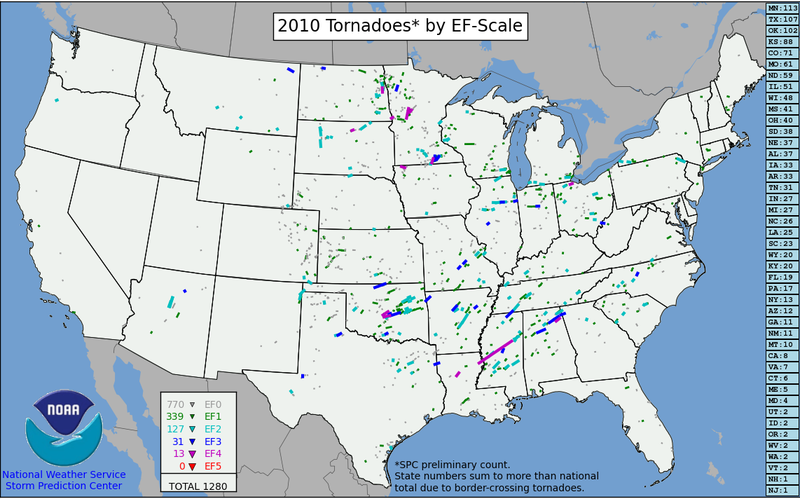 2010 Tornadoes* by EF-Scale
MN:113
TX:107
OK:102
KS:88
CO:71
MO:61
ND:59
IL:51
WI:48
MS:41
OH:40
SD:38
NE:37
AL:37
IA:33
AR:33
TN:31
IN:27
MI:27
NC:26
LA:25
SC:23
WY:20
KY:20
FL:19
PA:17
NY:13
AZ:12
GA:11
NM:11
MT:10
CA:8
VA:7
CT:6
ME:5
MD:4
UT:2
ID:2
OR:2
WV:2
WA:2
VT:2
NH:1
NJ:1
770 EF0
339 EF1
127 EF2
31 EF3
13 EF4
0 EF5
TOTAL 1280
NOAA
National Weather Service
Storm Prediction Center
*SPC preliminary count.
State numbers sum to more than national
total due to border-crossing tornadoes.